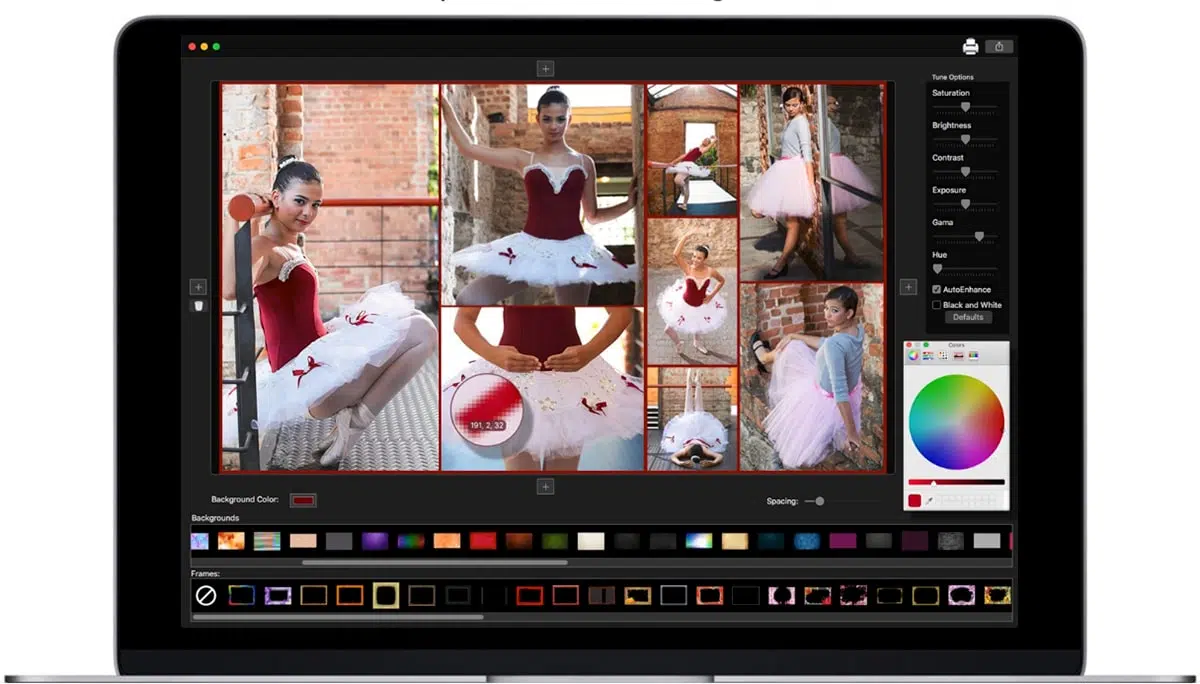 Tune Options
Saturation
Brightness
Contrast
Exposure
Gama
Hue
AutoEnhance
Black and White
Defaults
Colors
191, 2, 32
Background Color:
Spacing:
Backgrounds
Frames: